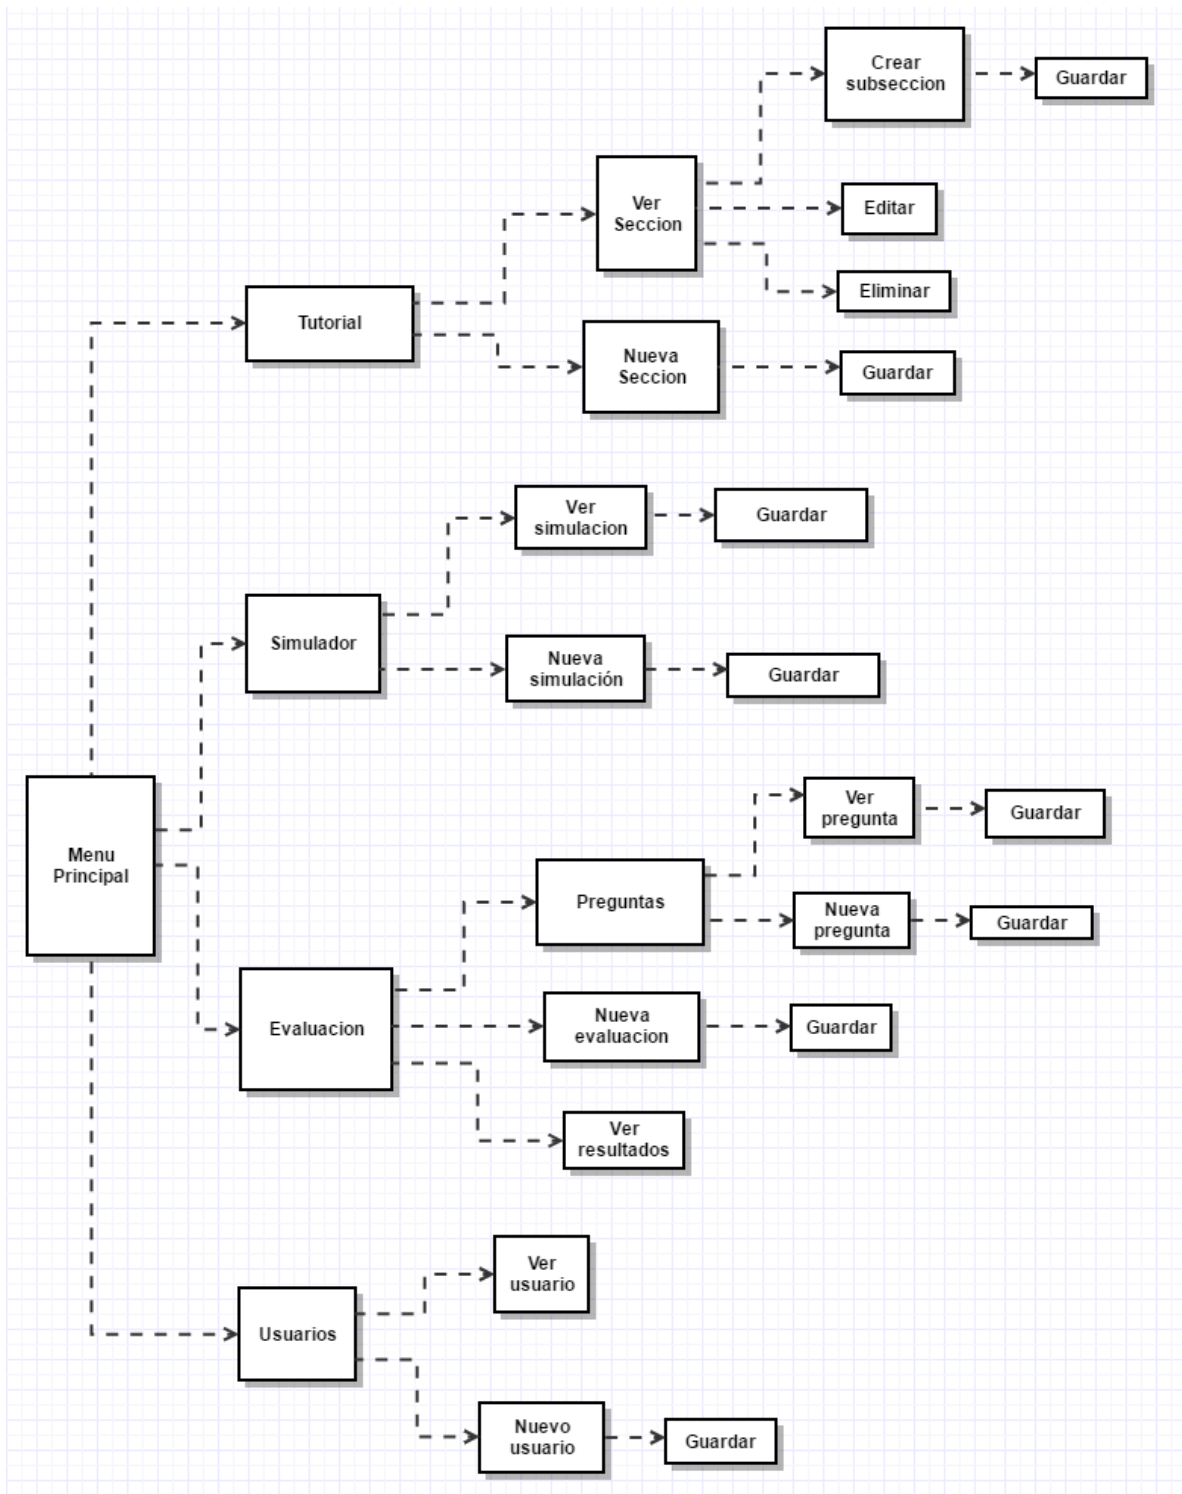 Crear
subseccion
Guardar
Ver
Seccion
Editar
Eliminar
Tutorial
Nueva
Seccion
Guardar
Ver
simulacion
Guardar
Simulador
Nueva
simulación
Guardar
Menu
Principal
Ver
pregunta
Guardar
Preguntas
Nueva
pregunta
Guardar
Evaluacion
Nueva
evaluacion
Guardar
Ver
resultados
Ver
usuario
Usuarios
Nuevo
usuario
Guardar